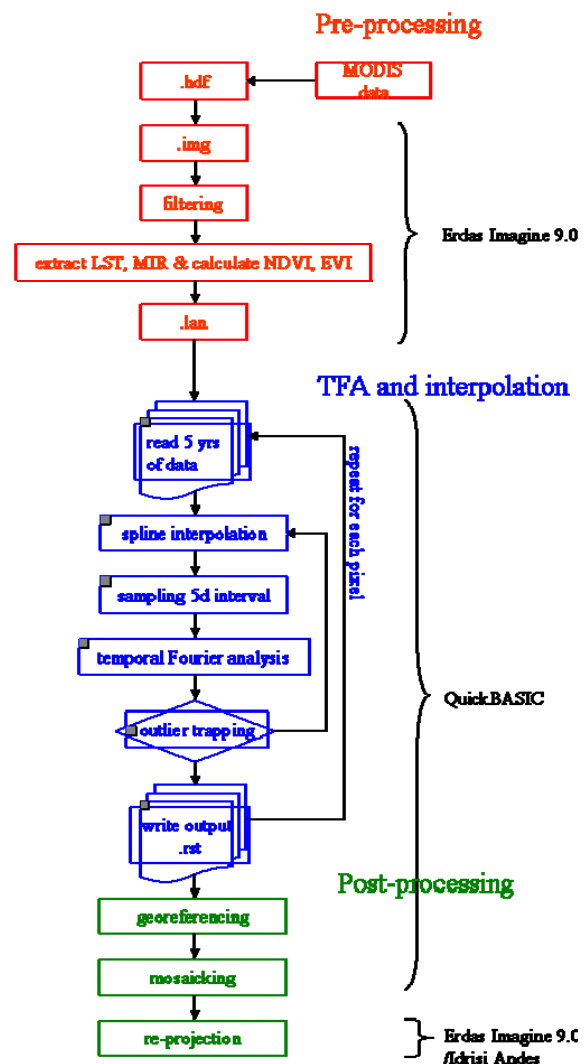 Pre-processing
.hdf
MODIS
data
.img
filtering
Erdas Imagine 9.0
extract LST, MIR & calculate NDVI, EVI
.lan
TFA and interpolation
read 5 yrs
of data
repeat for each pixel
spline interpolation
sampling 5d interval
temporal Fourier analysis
QuickBASIC
outlier trapping
write output
.rst
Post-processing
georeferencing
mosaicking
re-projection
Erdas Imagine 9.0
/Idrisi Andes